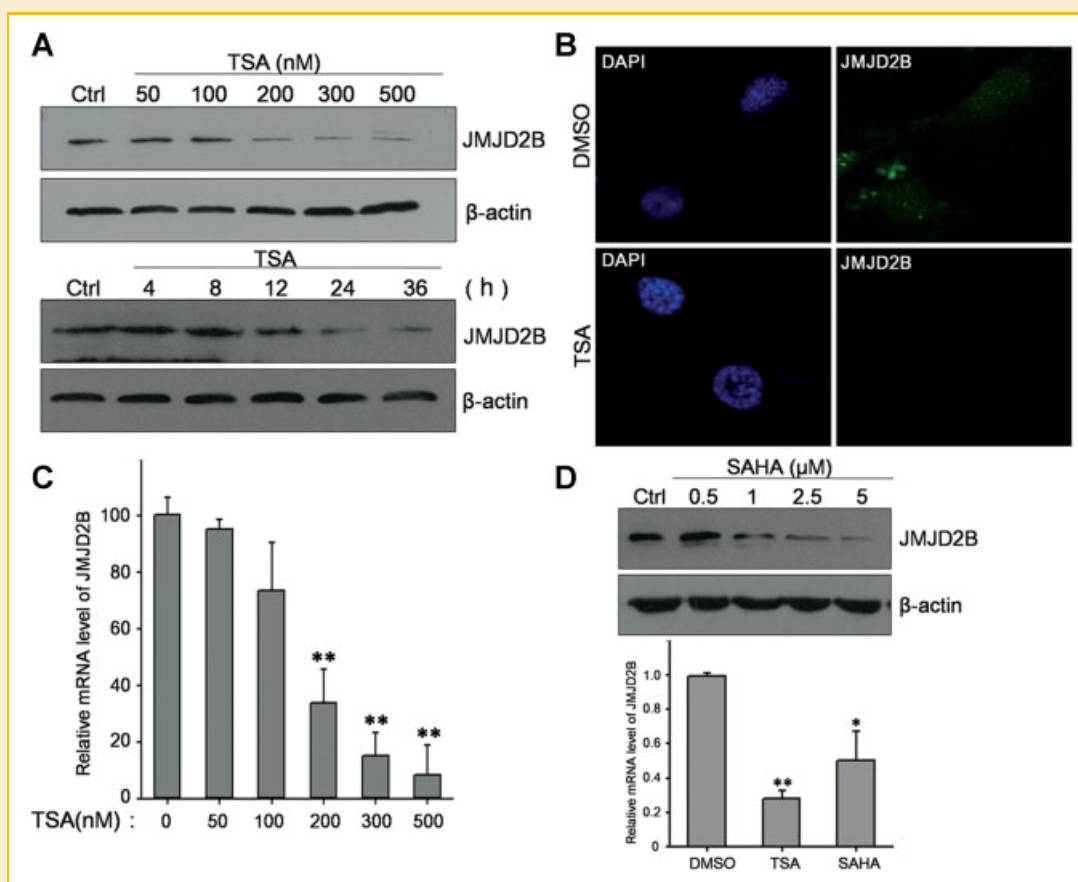 A
TSA (nM)
Ctrl 50 100 200 300 500
JMJD2B
β-actin
TSA
Ctrl 4 8 12 24 36 ( h )
JMJD2B
β-actin
B
DAPI JMJD2B
DMSO
DAPI JMJD2B
TSA
C
Relative mRNA level of JMJD2B
100
80
60
40
20
0
** ** **
TSA(nM) : 0 50 100 200 300 500
D
SAHA (μM)
Ctrl 0.5 1 2.5 5
JMJD2B
β-actin
Relative mRNA level of JMJD2B
1.0
0.8
0.6
0.4
0.2
0
** *
DMSO TSA SAHA